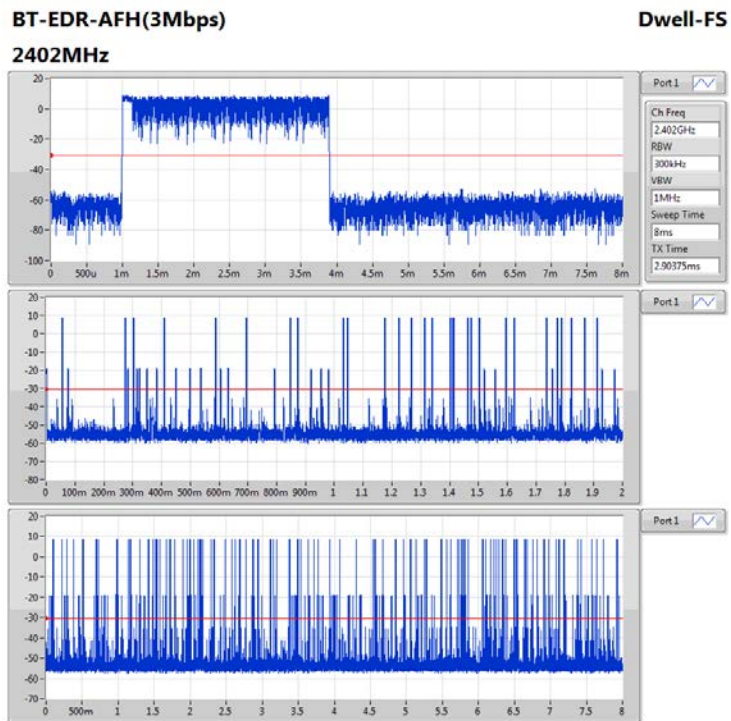 BT-EDR-AFH(3Mbps) Dwell-FS
2402MHz
Port 1
20
0
-20
-40
-60
-80
-100
0 500u 1m 1.5m 2m 2.5m 3m 3.5m 4m 4.5m 5m 5.5m 6m 6.5m 7m 7.5m 8m
Ch Freq
2.402GHz
RBW
300kHz
VBW
1MHz
Sweep Time
8ms
TX Time
2.90375ms
Port 1
20
10
0
-10
-20
-30
-40
-50
-60
-70
-80
0 100m 200m 300m 400m 500m 600m 700m 800m 900m 1 1.1 1.2 1.3 1.4 1.5 1.6 1.7 1.8 1.9 2
Port 1
20
10
0
-10
-20
-30
-40
-50
-60
-70
0 500m 1 1.5 2 2.5 3 3.5 4 4.5 5 5.5 6 6.5 7 7.5 8